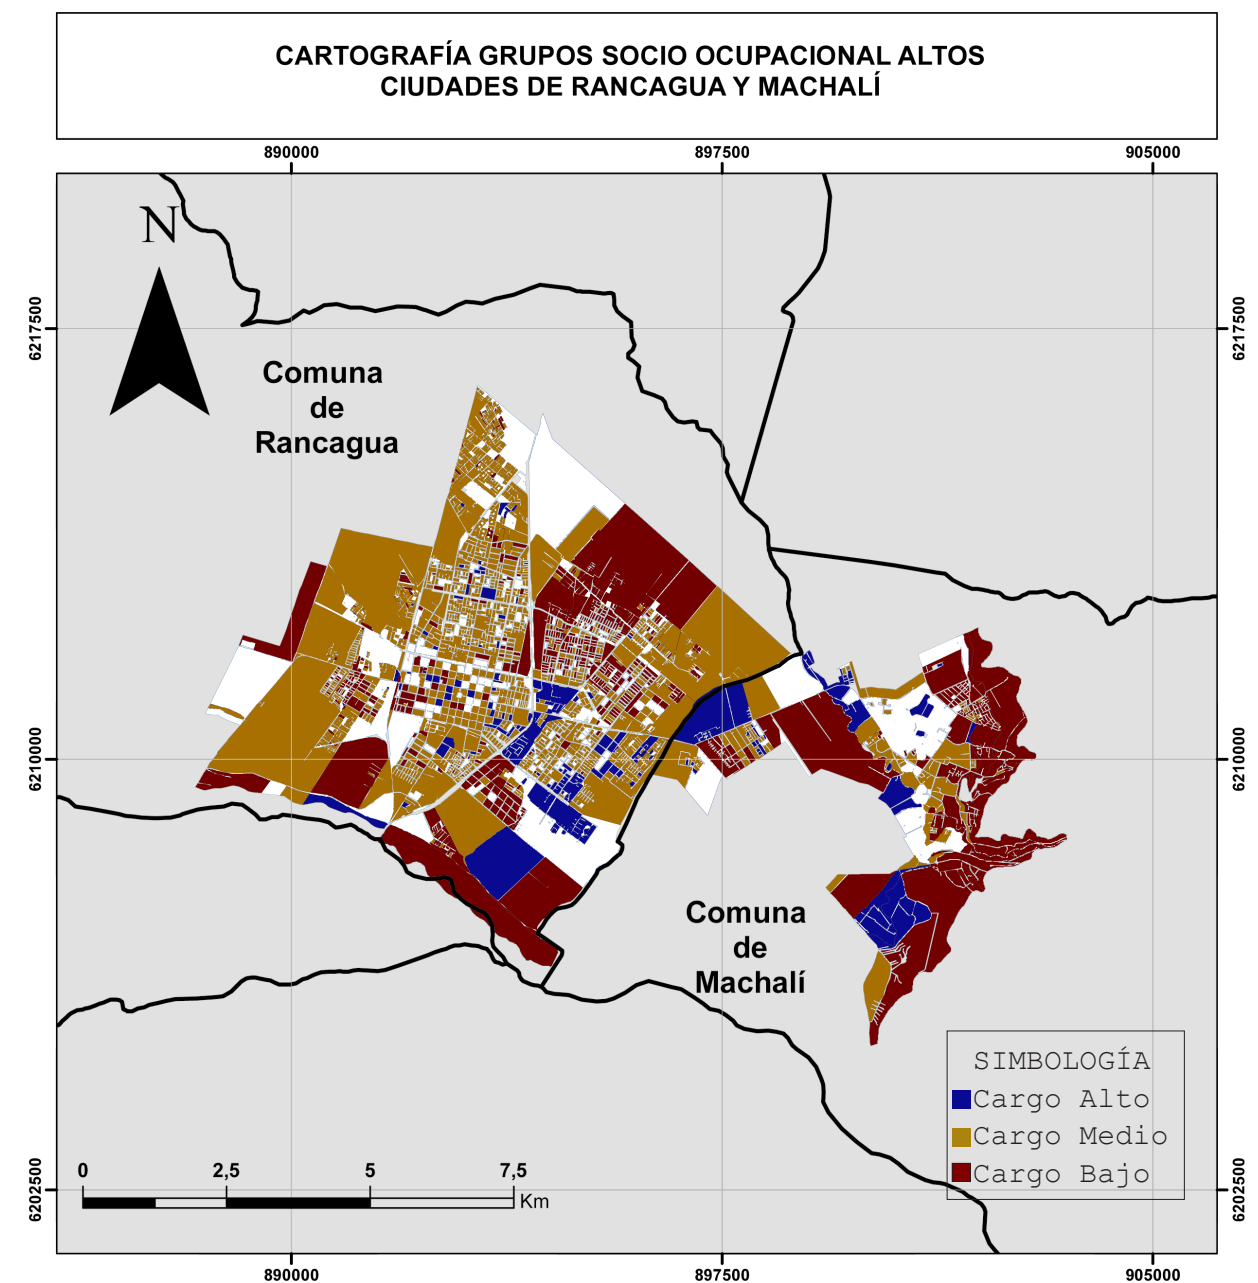 CARTOGRAFÍA GRUPOS SOCIO OCUPACIONAL ALTOS
CIUDADES DE RANCAGUA Y MACHALÍ
890000
897500
905000
N
6217500
6217500
Comuna
de
Rancagua
6210000
6210000
Comuna
de
Machalí
SIMBOLOGÍA
Cargo Alto
Cargo Medio
Cargo Bajo
0
2,5
5
7,5
Km
6202500
6202500
890000
897500
905000